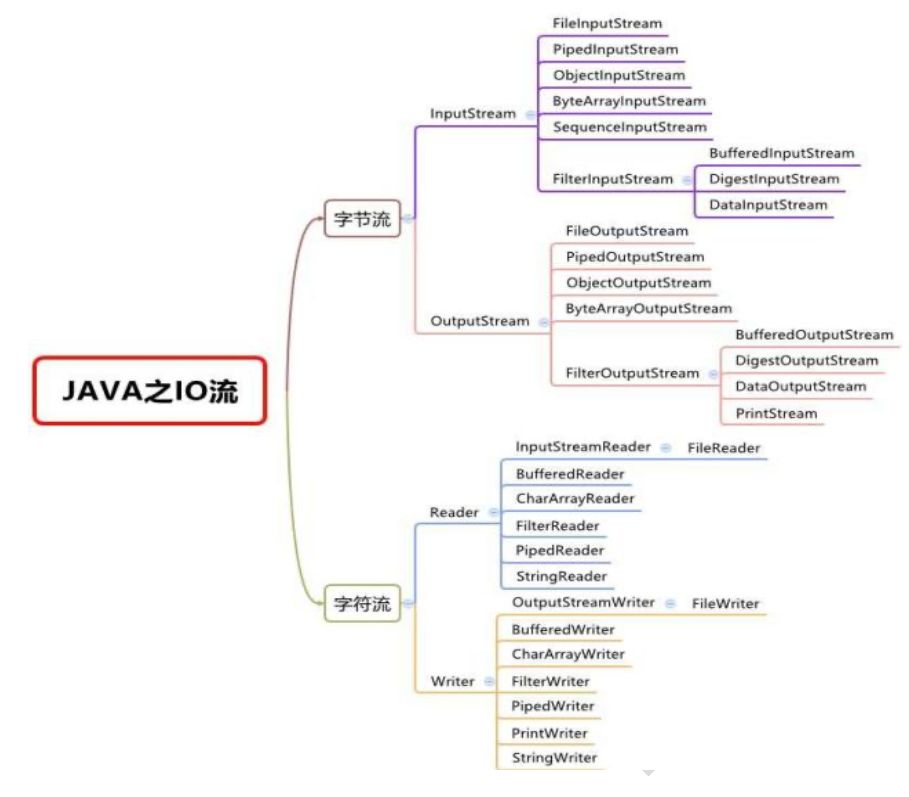 JAVA之IO流
字节流
InputStream
FileInputStream
PipedInputStream
ObjectInputStream
ByteArrayInputStream
SequenceInputStream
FilterInputStream
BufferedInputStream
DigestInputStream
DataInputStream
OutputStream
FileOutputStream
PipedOutputStream
ObjectOutputStream
ByteArrayOutputStream
FilterOutputStream
BufferedOutputStream
DigestOutputStream
DataOutputStream
PrintStream
字符流
Reader
InputStreamReader
FileReader
BufferedReader
CharArrayReader
FilterReader
PipedReader
StringReader
Writer
OutputStreamWriter
FileWriter
BufferedWriter
CharArrayWriter
FilterWriter
PipedWriter
PrintWriter
StringWriter